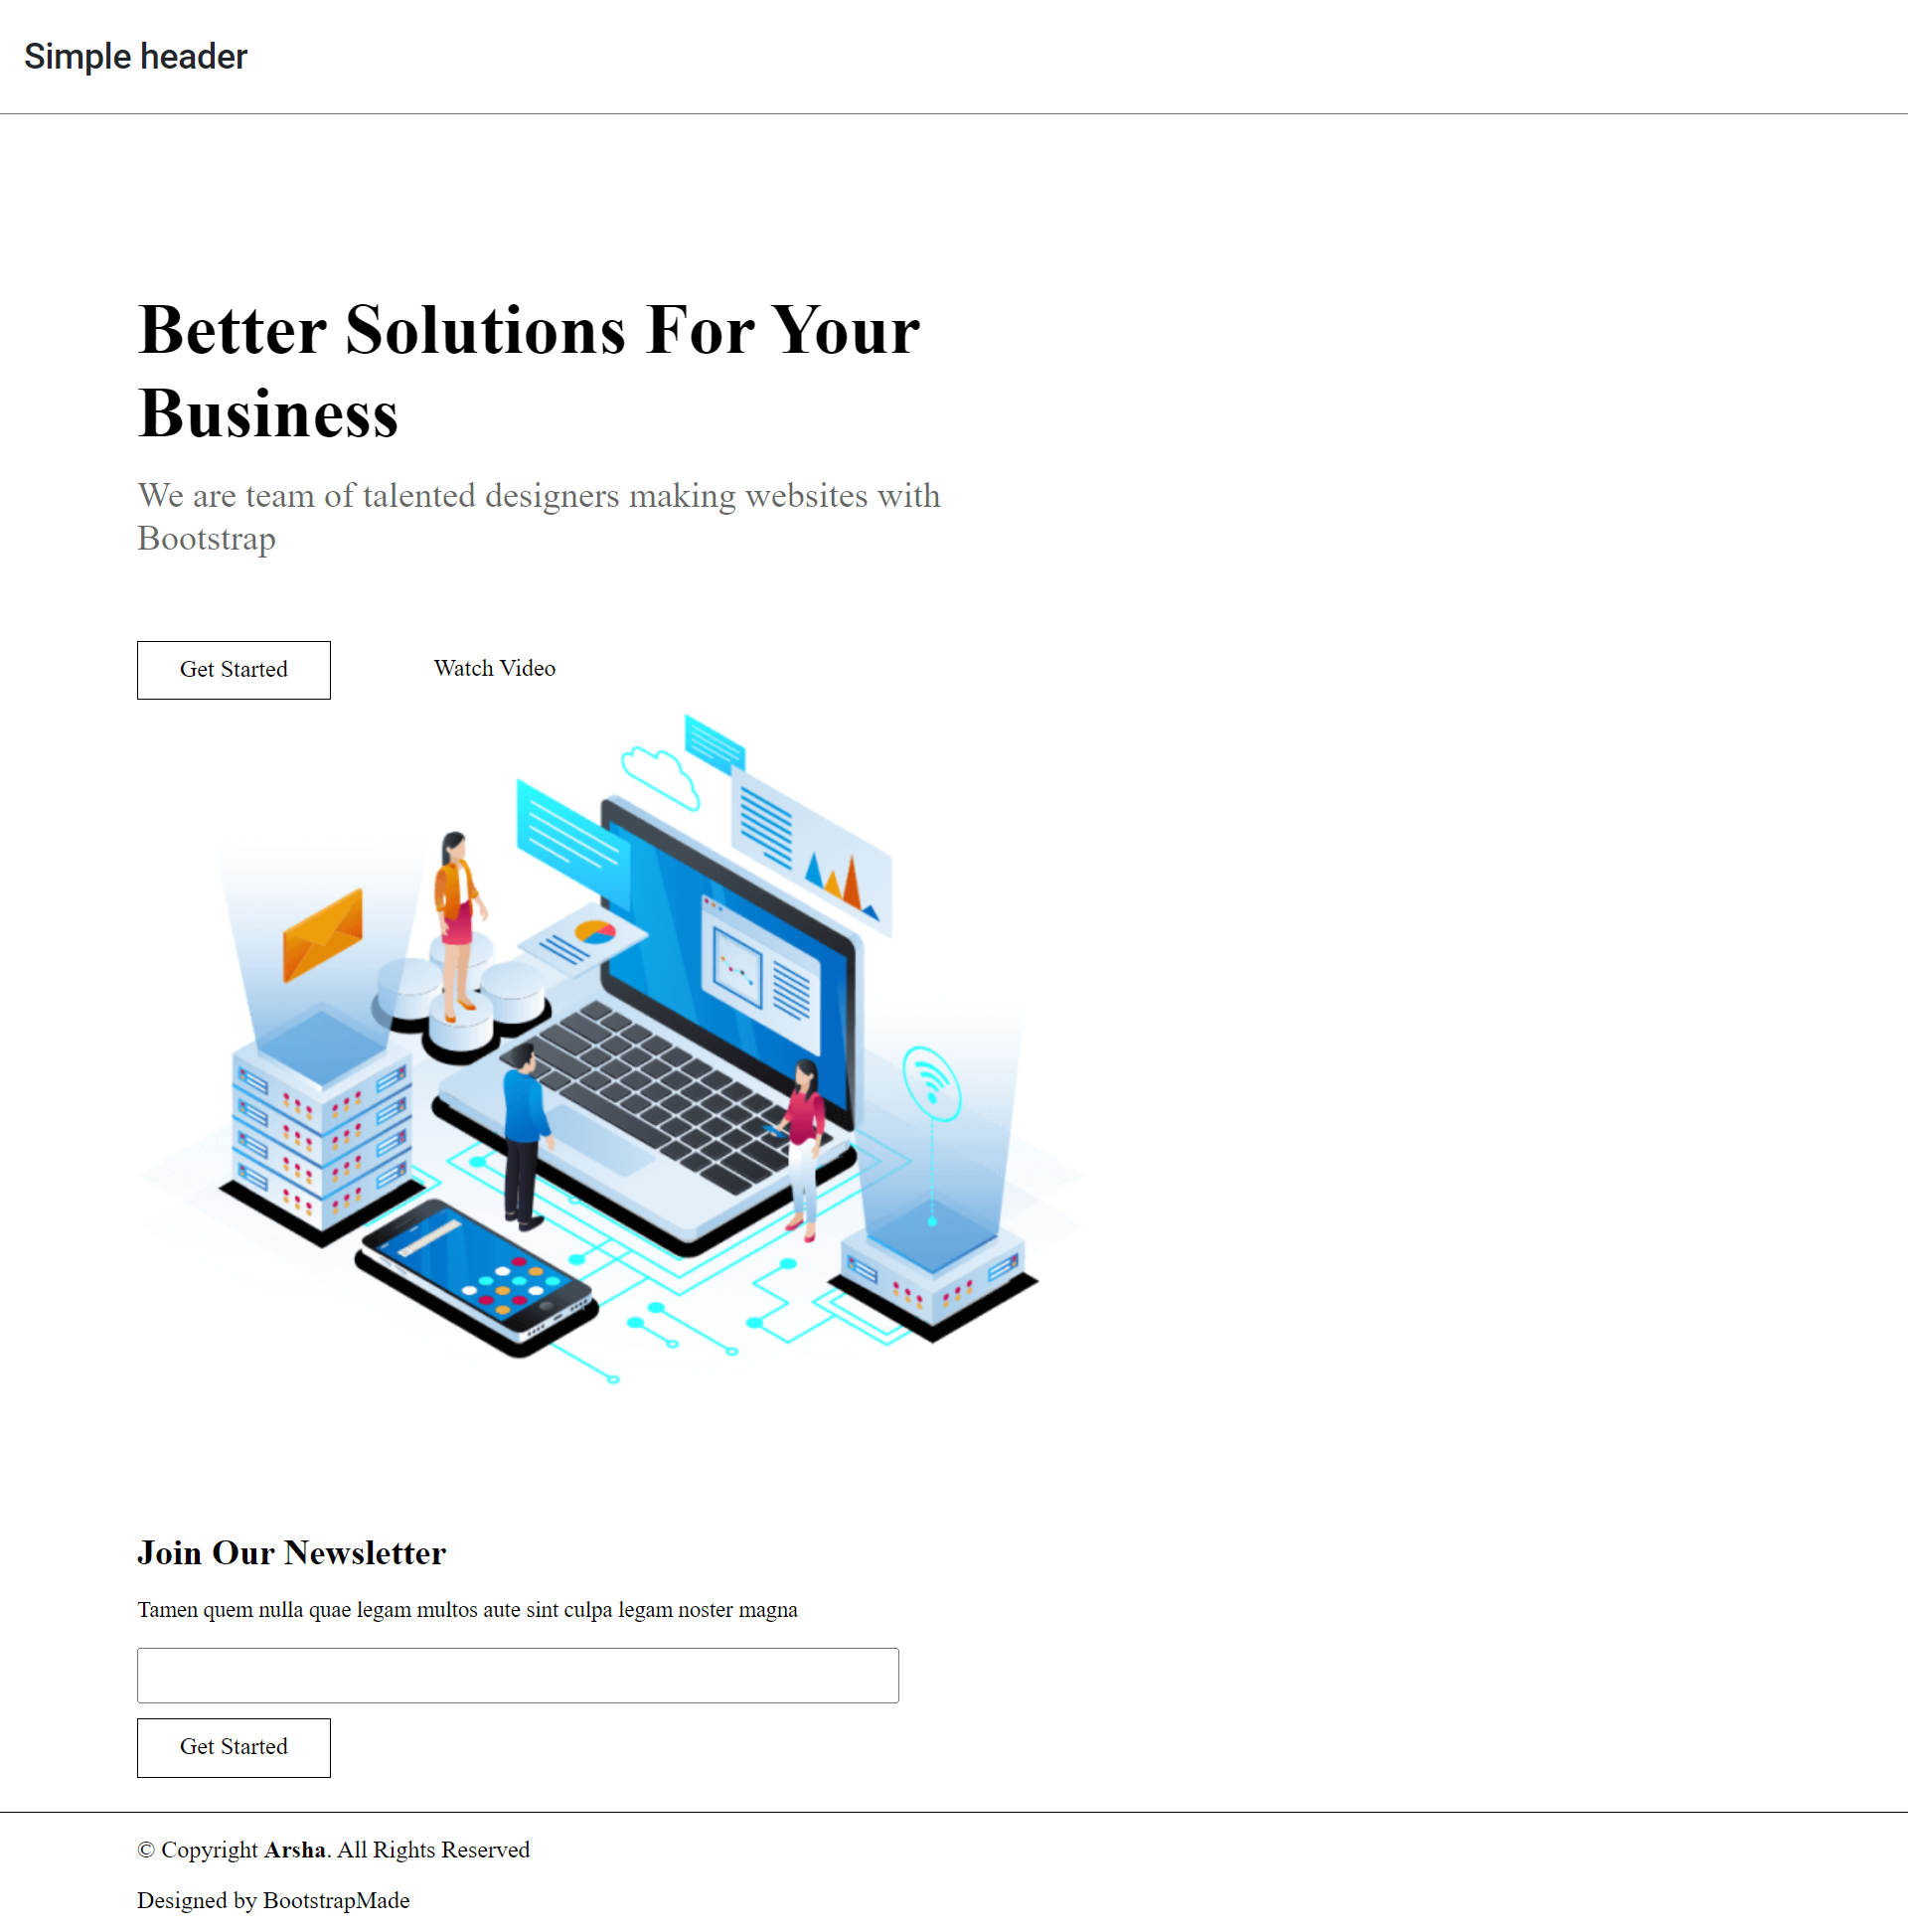 Simple header
Better Solutions For Your
Business
We are team of talented designers making websites with
Bootstrap
Get Started
Watch Video
Join Our Newsletter
Tamen quem nulla quae legam multos aute sint culpa legam noster magna
Get Started
© Copyright Arsha. All Rights Reserved
Designed by BootstrapMade